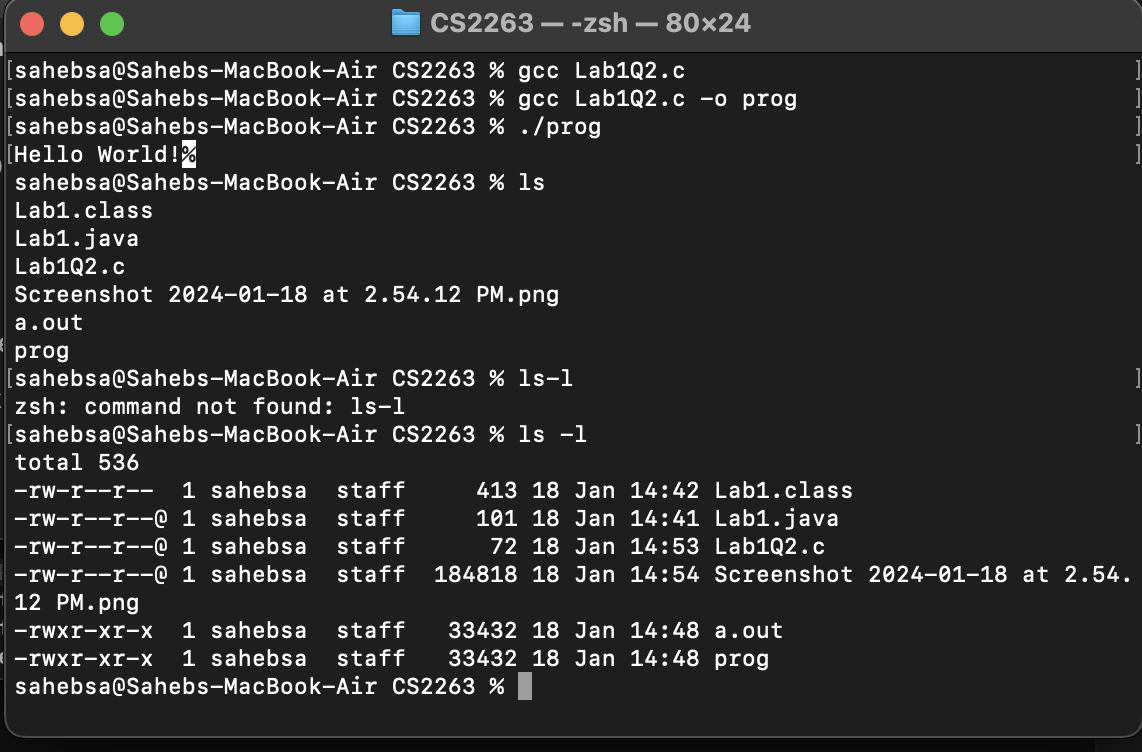 CS2263 — -zsh — 80×24
[sahebsa@Sahebs-MacBook-Air CS2263 % gcc Lab1Q2.c ]
[sahebsa@Sahebs-MacBook-Air CS2263 % gcc Lab1Q2.c -o prog ]
[sahebsa@Sahebs-MacBook-Air CS2263 % ./prog ]
[Hello World!% ]
sahebsa@Sahebs-MacBook-Air CS2263 % ls
Lab1.class
Lab1.java
Lab1Q2.c
Screenshot 2024-01-18 at 2.54.12 PM.png
a.out
prog
[sahebsa@Sahebs-MacBook-Air CS2263 % ls-l ]
zsh: command not found: ls-l
[sahebsa@Sahebs-MacBook-Air CS2263 % ls -l ]
total 536
-rw-r--r--  1 sahebsa  staff     413 18 Jan 14:42 Lab1.class
-rw-r--r--@ 1 sahebsa  staff     101 18 Jan 14:41 Lab1.java
-rw-r--r--@ 1 sahebsa  staff      72 18 Jan 14:53 Lab1Q2.c
-rw-r--r--@ 1 sahebsa  staff  184818 18 Jan 14:54 Screenshot 2024-01-18 at 2.54.
12 PM.png
-rwxr-xr-x  1 sahebsa  staff   33432 18 Jan 14:48 a.out
-rwxr-xr-x  1 sahebsa  staff   33432 18 Jan 14:48 prog
sahebsa@Sahebs-MacBook-Air CS2263 %